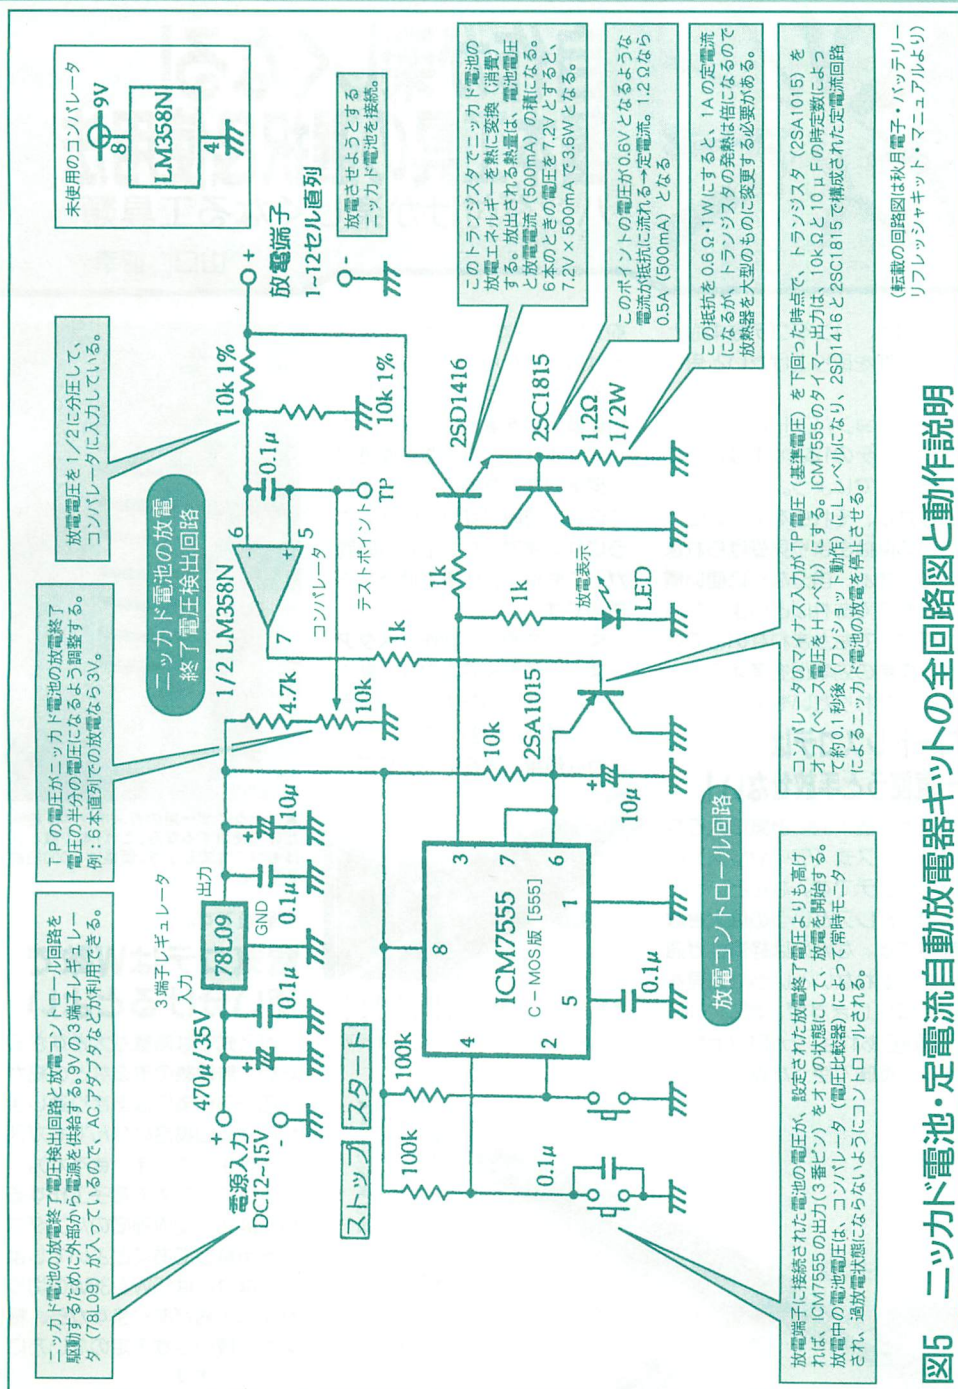 ニッカド電池の放電終了電圧検出回路と放電コントロール回路を
駆動するために外部から電源を供給する。9Vの3端子レギュレー
タ（78L09）が入っているので、ACアダプタなどが利用できる。
TPの電圧がニッカド電池の放電終了
電圧の半分の電圧になるよう調整する。
例：6本直列での放電なら3V。
放電電圧を1/2に分圧して、
コンパレータに入力している。
未使用のコンパレータ
9V
8
LM358N
4
ニッカド電池の放電
終了電圧検出回路
3端子レギュレータ
入力
出力
78L09
GND
470μ/35V
0.1μ
0.1μ
10μ
+
+
電源入力
DC12~15V
+
-
1/2 LM358N
4.7k
10k
7
6
5
-
+
コンパレータ
0.1μ
テストポイント
TP
10k 1%
10k 1%
+
放電端子
1~12セル直列
-
放電させようとする
ニッカド電池を接続。
ストップ
スタート
100k
100k
0.1μ
4
2
8
ICM7555
C-MOS版 [555]
3
7
6
5
1
0.1μ
10k
2SA1015
10μ
+
1k
1k
1k
放電表示
LED
2SD1416
2SC1815
1.2Ω
1/2W
放電コントロール回路
このトランジスタでニッカド電池の
放電エネルギーを熱に変換（消費）
する。放出される熱量は、電池電圧
と放電電流（500mA）の積になる。
6本のときの電圧を7.2Vとすると、
7.2V×500mAで3.6Wとなる。
このポイントの電圧が0.6Vとなるような
電流が抵抗に流れる→定電流。1.2Ωなら
0.5A（500mA）となる
この抵抗を0.6Ω・1Wにすると、1Aの定電流
になるが、トランジスタの発熱は倍になるので
放熱器を大型のものに変更する必要がある。
放電端子に接続された電池の電圧が、設定された放電終了電圧よりも高け
れば、ICM7555の出力（3番ピン）をオンの状態にして、放電を開始する。
放電中の電池電圧は、コンパレータ（電圧比較器）によって常時モニター
され、過放電状態にならないようにコントロールされる。
コンパレータのマイナス入力がTP電圧（基準電圧）を下回った時点で、トランジスタ（2SA1015）を
オフ（ベース電圧をHレベル）にする。ICM7555のタイマー出力は、10kΩと10μFの時定数によっ
て約0.1秒後（ワンショット動作）にLレベルになり、2SD1416と2SC1815で構成された定電流回路
によるニッカド電池の放電を停止させる。
（転載の回路図は秋月電子・バッテリー
リフレッシャキット・マニュアルより）
図5 ニッカド電池・定電流自動放電器キットの全回路図と動作説明